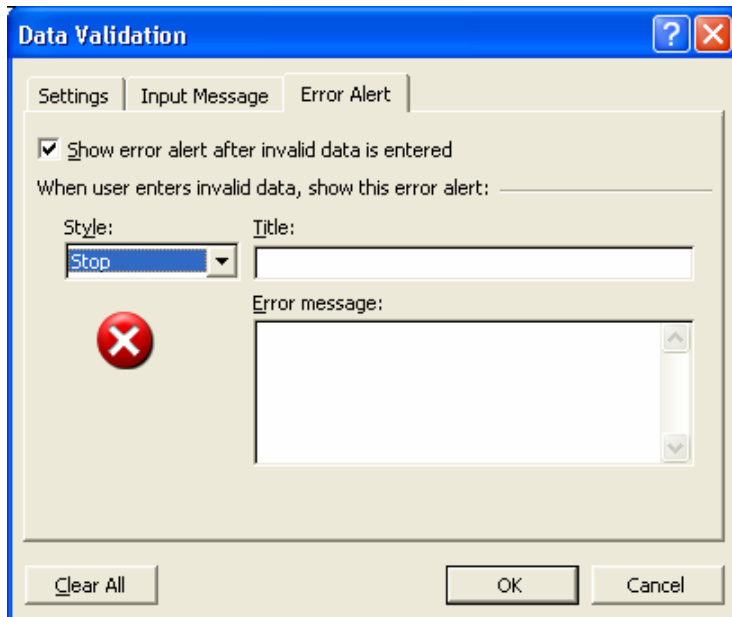 Data Validation
Settings Input Message Error Alert
Show error alert after invalid data is entered
When user enters invalid data, show this error alert:
Style: Title:
Stop
Error message:
Clear All OK Cancel